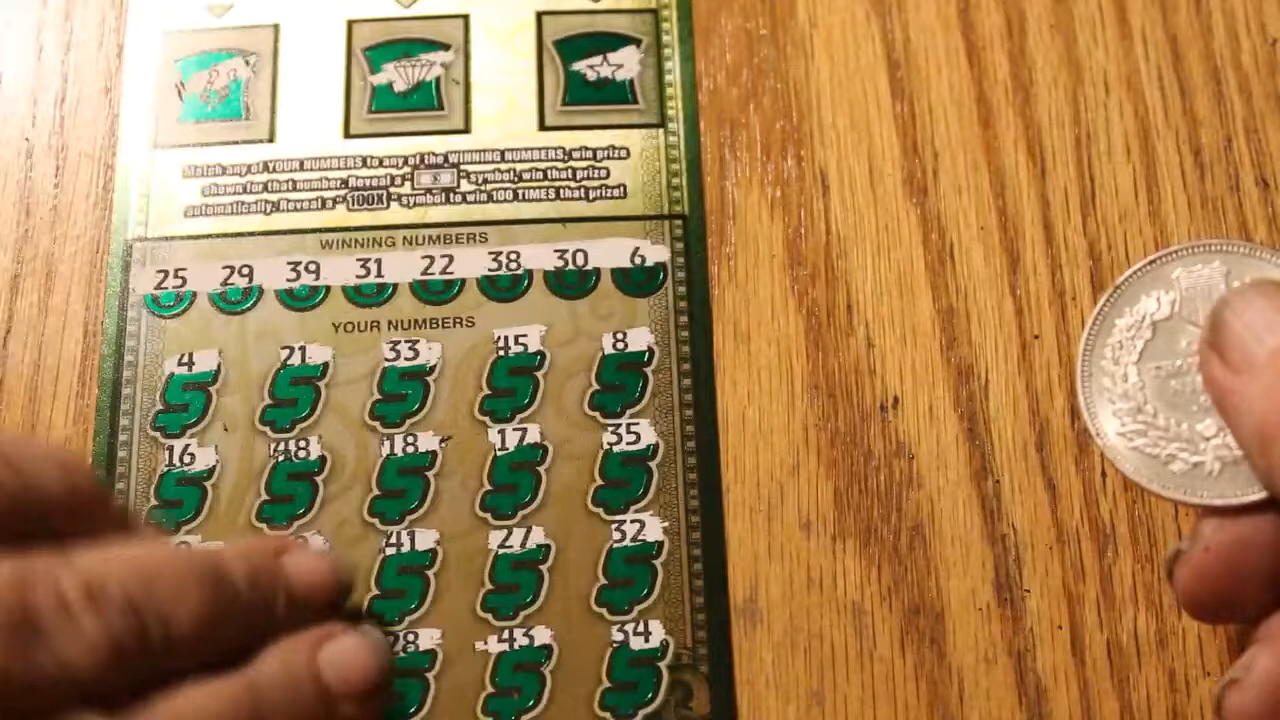 Match any of YOUR NUMBERS to any of the WINNING NUMBERS, win prize
shown for that number. Reveal a " " symbol, win that prize
automatically. Reveal a "100X" symbol to win 100 TIMES that prize!
WINNING NUMBERS
25 29 39 31 22 38 30 6
YOUR NUMBERS
4 21 33 45 8
16 48 18 17 35
41 27 32
28 43 34